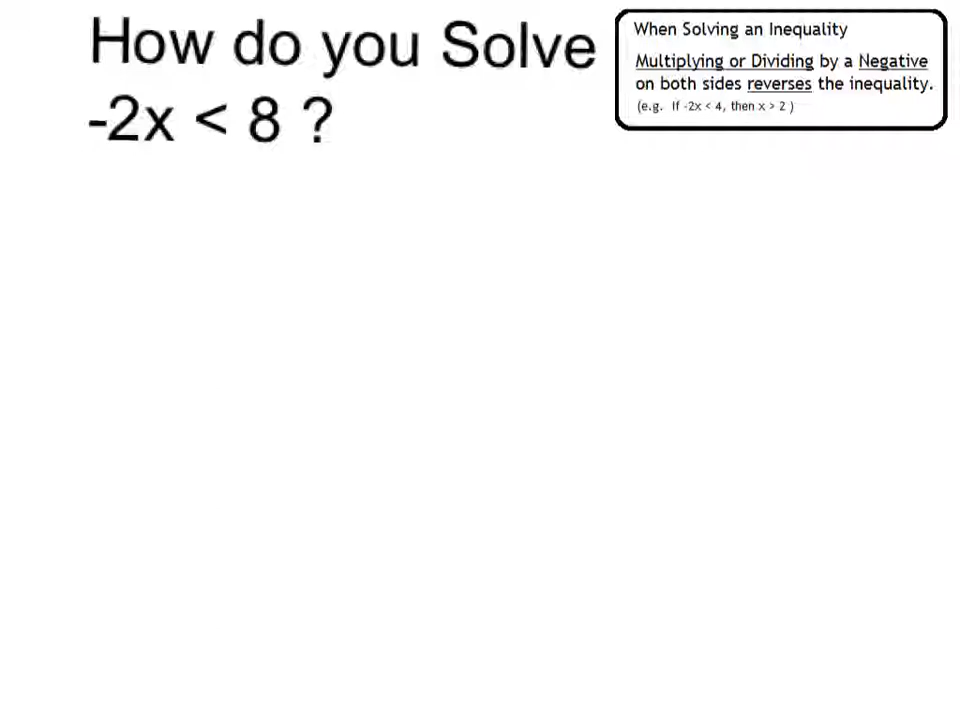 How do you Solve
-2x < 8 ?
When Solving an Inequality
Multiplying or Dividing by a Negative
on both sides reverses the inequality.
(e.g. If -2x < 4, then x > 2 )